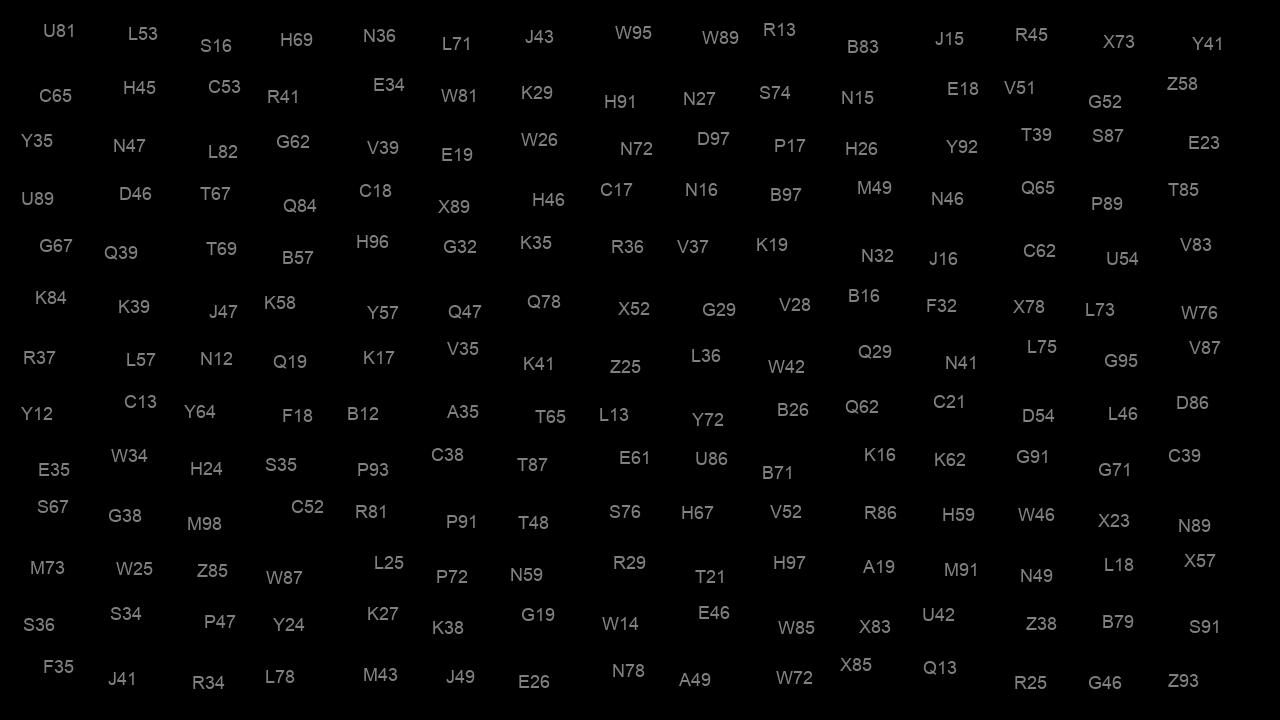 U81 L53 S16 H69 N36 L71 J43 W95 W89 R13 B83 J15 R45 X73 Y41
C65 H45 C53 R41 E34 W81 K29 H91 N27 S74 N15 E18 V51 G52 Z58
Y35 N47 L82 G62 V39 E19 W26 N72 D97 P17 H26 Y92 T39 S87 E23
U89 D46 T67 Q84 C18 X89 H46 C17 N16 B97 M49 N46 Q65 P89 T85
G67 Q39 T69 B57 H96 G32 K35 R36 V37 K19 N32 J16 C62 U54 V83
K84 K39 J47 K58 Y57 Q47 Q78 X52 G29 V28 B16 F32 X78 L73 W76
R37 L57 N12 Q19 K17 V35 K41 Z25 L36 W42 Q29 N41 L75 G95 V87
Y12 C13 Y64 F18 B12 A35 T65 L13 Y72 B26 Q62 C21 D54 L46 D86
E35 W34 H24 S35 P93 C38 T87 E61 U86 B71 K16 K62 G91 G71 C39
S67 G38 M98 C52 R81 P91 T48 S76 H67 V52 R86 H59 W46 X23 N89
M73 W25 Z85 W87 L25 P72 N59 R29 T21 H97 A19 M91 N49 L18 X57
S36 S34 P47 Y24 K27 K38 G19 W14 E46 W85 X83 U42 Z38 B79 S91
F35 J41 R34 L78 M43 J49 E26 N78 A49 W72 X85 Q13 R25 G46 Z93